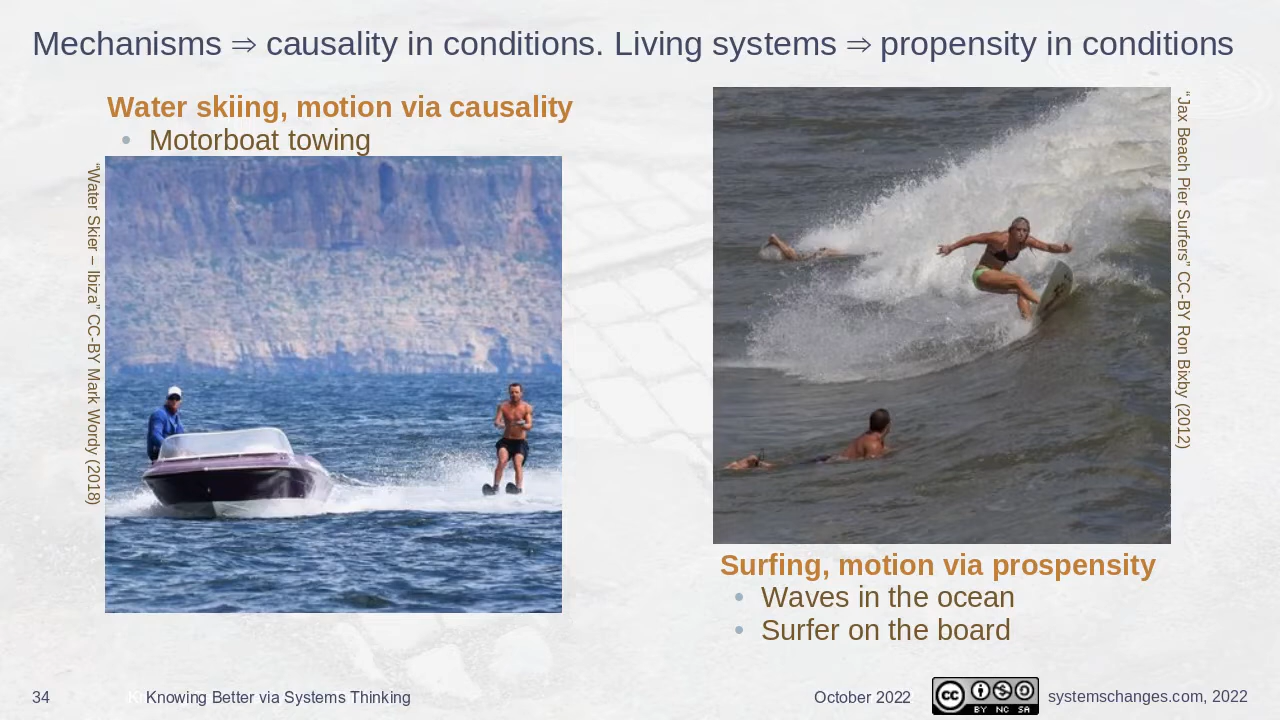 Mechanisms ⇒ causality in conditions. Living systems ⇒ propensity in conditions
Water skiing, motion via causality
• Motorboat towing
“Water Skier – Ibiza” CC-BY Mark Wordy (2018)
“Jax Beach Pier Surfers” CC-BY Ron Bixby (2012)
Surfing, motion via prospensity
• Waves in the ocean
• Surfer on the board
34
Knowing Better via Systems Thinking
October 2022
cc
BY NC SA
systemschanges.com, 2022